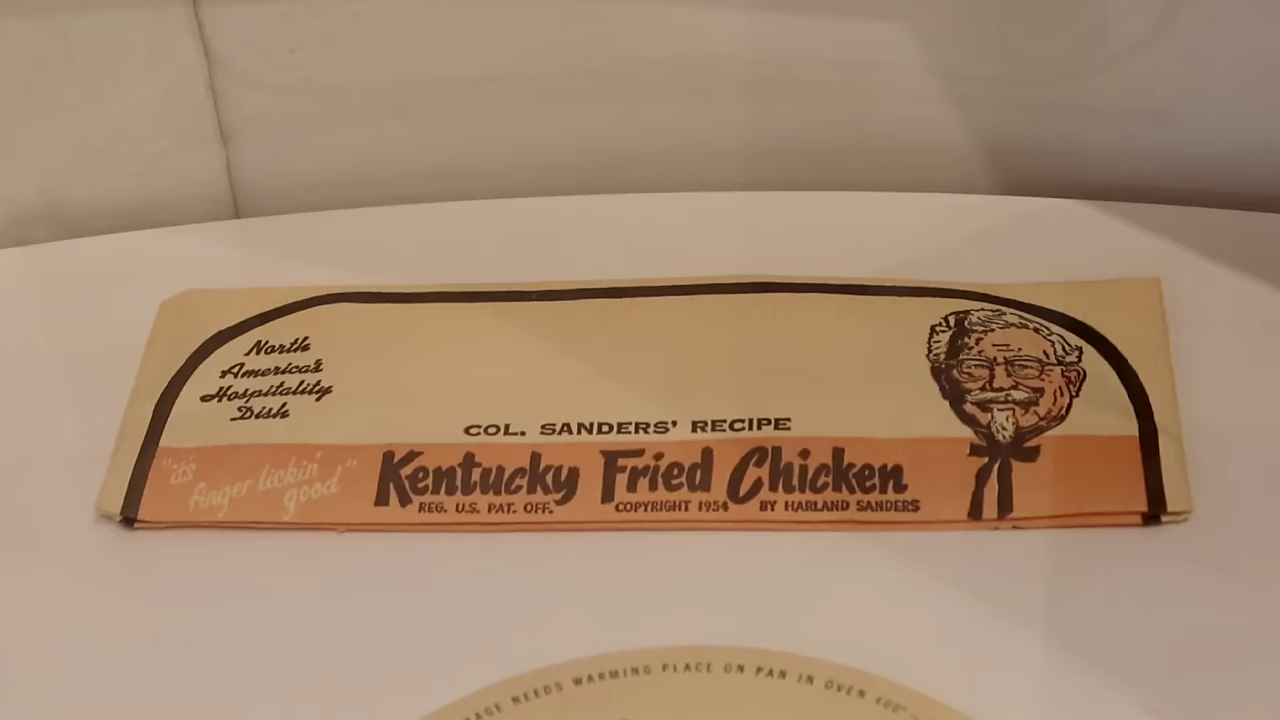 North
America's
Hospitality
Dish
COL. SANDERS' RECIPE
"it's
finger lickin'
good"
Kentucky Fried Chicken
REG. U.S. PAT. OFF. COPYRIGHT 1954 BY HARLAND SANDERS
NEEDS WARMING PLACE ON PAN IN OVEN 400°